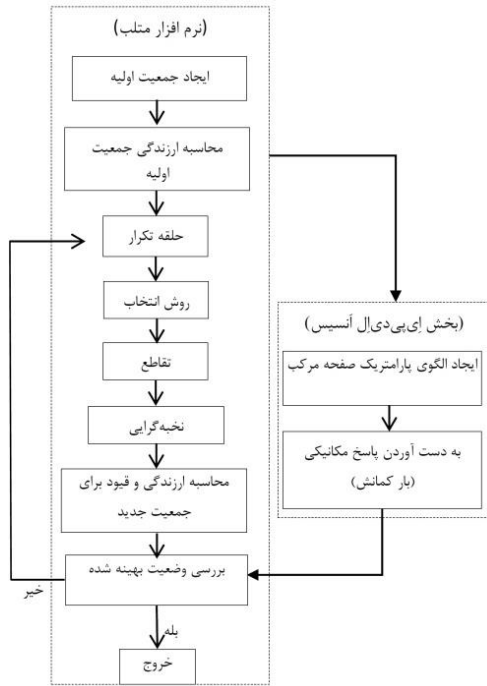 (نرم افزار متلب)
ایجاد جمعیت اولیه
محاسبه ارزندگی جمعیت
اولیه
حلقه تکرار
روش انتخاب
تقاطع
نخبه‌گرایی
محاسبه ارزندگی و قیود برای
جمعیت جدید
بررسی وضعیت بهینه شده
خیر
بله
خروج
(بخش اِی‌پی‌دی‌اِل آنسیس)
ایجاد الگوی پارامتریک صفحه مرکب
به دست آوردن پاسخ مکانیکی
(بار کمانش)